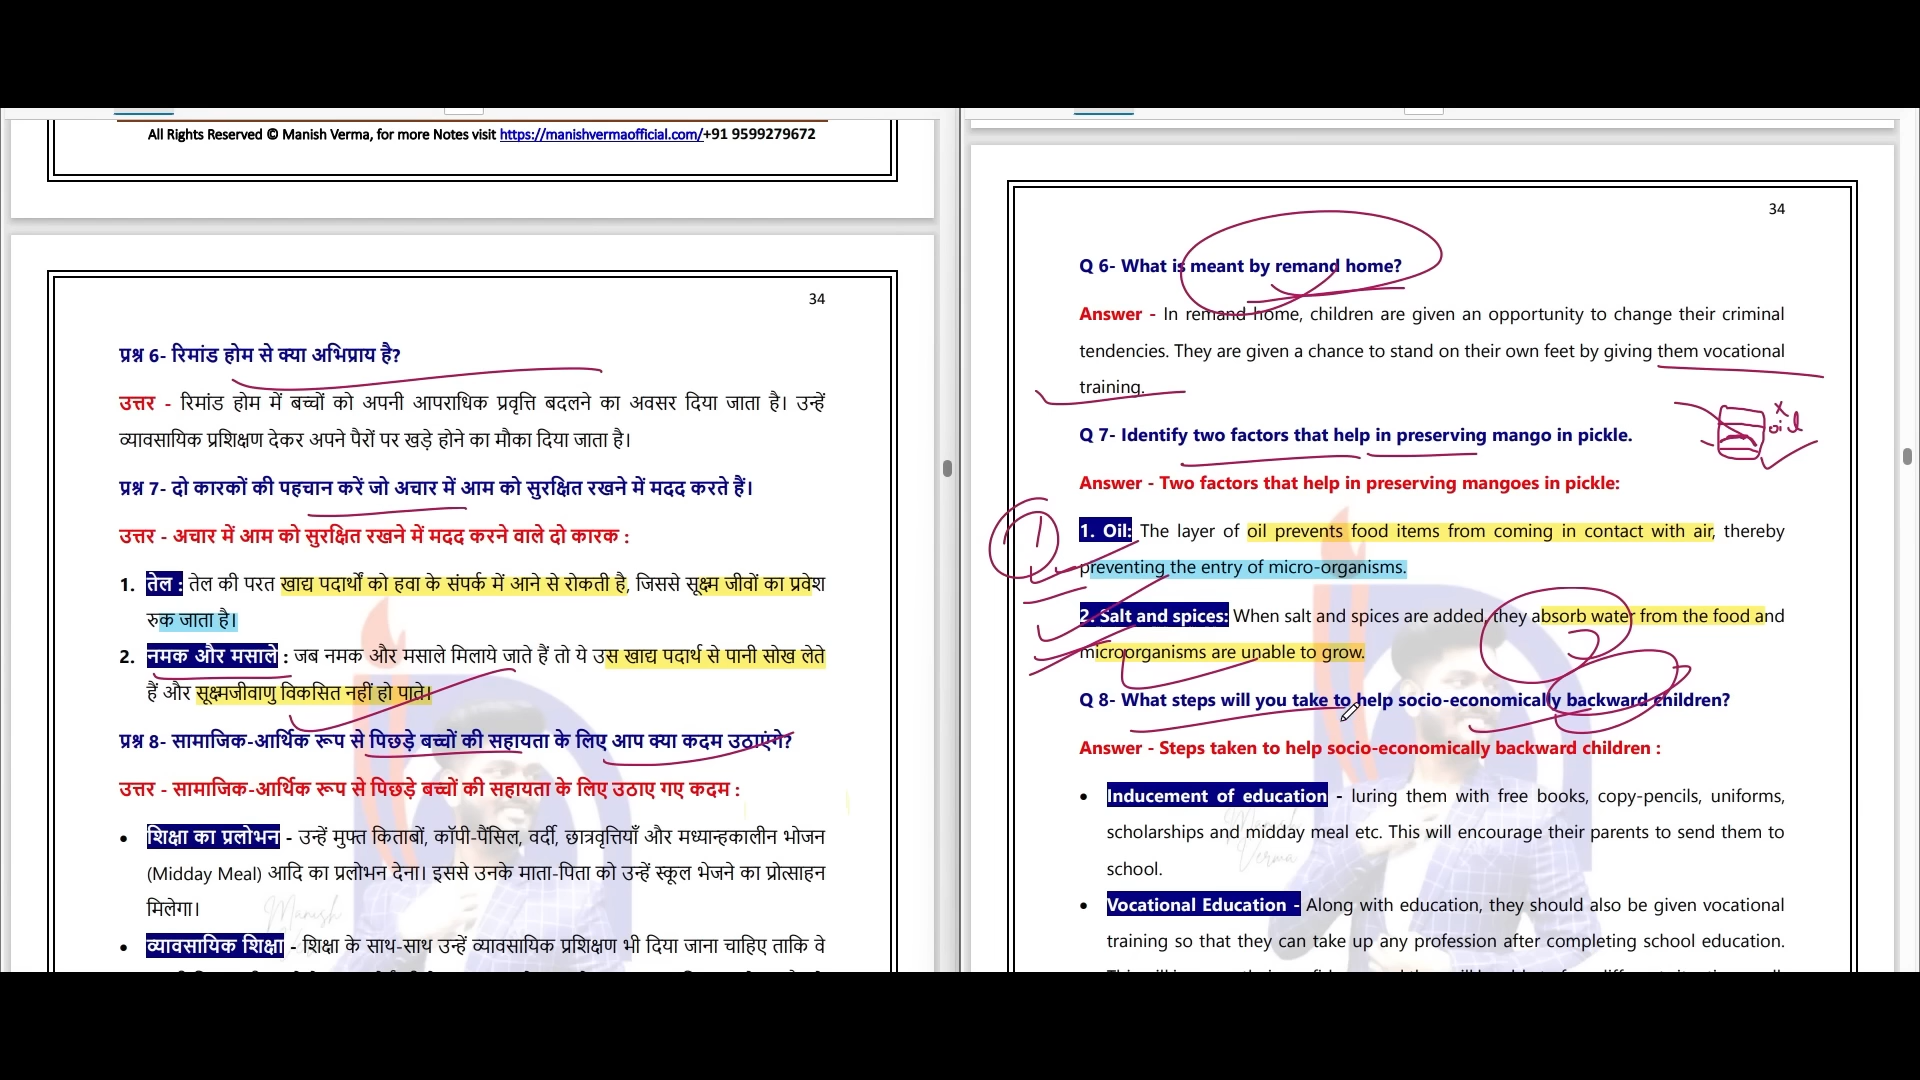 All Rights Reserved © Manish Verma, for more Notes visit https://manishvermaofficial.com/+91 9599279672
34
प्रश्न 6- रिमांड होम से क्या अभिप्राय है?
उत्तर - रिमांड होम में बच्चों को अपनी आपराधिक प्रवृत्ति बदलने का अवसर दिया जाता है। उन्हें
व्यावसायिक प्रशिक्षण देकर अपने पैरों पर खड़े होने का मौका दिया जाता है।
प्रश्न 7- दो कारकों की पहचान करें जो अचार में आम को सुरक्षित रखने में मदद करते हैं।
उत्तर - अचार में आम को सुरक्षित रखने में मदद करने वाले दो कारक :
1. तेल : तेल की परत खाद्य पदार्थों को हवा के संपर्क में आने से रोकती है, जिससे सूक्ष्म जीवों का प्रवेश
रुक जाता है।
2. नमक और मसाले : जब नमक और मसाले मिलाये जाते हैं तो ये उस खाद्य पदार्थ से पानी सोख लेते
हैं और सूक्ष्मजीवाणु विकसित नहीं हो पाते।
प्रश्न 8- सामाजिक-आर्थिक रूप से पिछड़े बच्चों की सहायता के लिए आप क्या कदम उठाएंगे?
उत्तर - सामाजिक-आर्थिक रूप से पिछड़े बच्चों की सहायता के लिए उठाए गए कदम :
• शिक्षा का प्रलोभन - उन्हें मुफ्त किताबों, कॉपी-पैंसिल, वर्दी, छात्रवृत्तियाँ और मध्यान्हकालीन भोजन
(Midday Meal) आदि का प्रलोभन देना। इससे उनके माता-पिता को उन्हें स्कूल भेजने का प्रोत्साहन
मिलेगा।
• व्यावसायिक शिक्षा - शिक्षा के साथ-साथ उन्हें व्यावसायिक प्रशिक्षण भी दिया जाना चाहिए ताकि वे
Manish
34
Q 6- What is meant by remand home?
Answer - In remand home, children are given an opportunity to change their criminal
tendencies. They are given a chance to stand on their own feet by giving them vocational
training.
x
oil
Q 7- Identify two factors that help in preserving mango in pickle.
Answer - Two factors that help in preserving mangoes in pickle:
1
1. Oil: The layer of oil prevents food items from coming in contact with air, thereby
preventing the entry of micro-organisms.
2. Salt and spices: When salt and spices are added, they absorb water from the food and
microorganisms are unable to grow.
2
Q 8- What steps will you take to help socio-economically backward children?
Answer - Steps taken to help socio-economically backward children :
• Inducement of education - luring them with free books, copy-pencils, uniforms,
scholarships and midday meal etc. This will encourage their parents to send them to
school.
Manish
Verma
• Vocational Education - Along with education, they should also be given vocational
training so that they can take up any profession after completing school education.